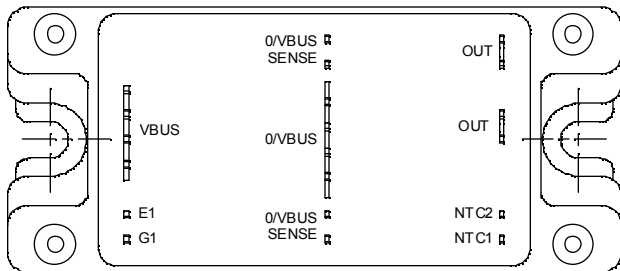 0/VBUS
SENSE
OUT
VBUS
0/VBUS
OUT
E1
G1
0/VBUS
SENSE
NTC2
NTC1